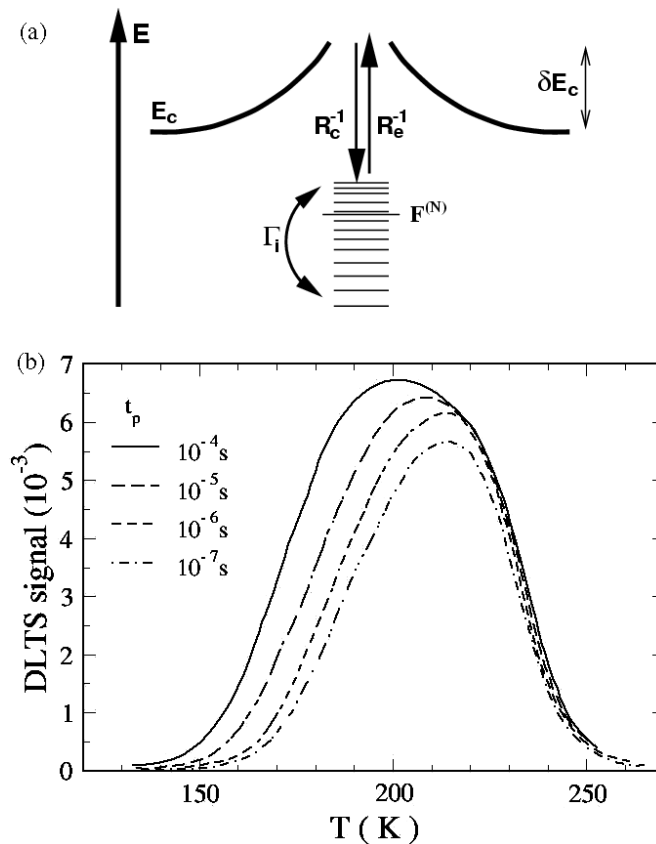 (a)
E
E_c
R_c^-1 R_e^-1
δE_c
F^(N)
Γ_i
(b)
DLTS signal (10^-3)
7
6
5
4
3
2
1
0
t_p
10^-4 s
10^-5 s
10^-6 s
10^-7 s
150 200 250
T ( K )